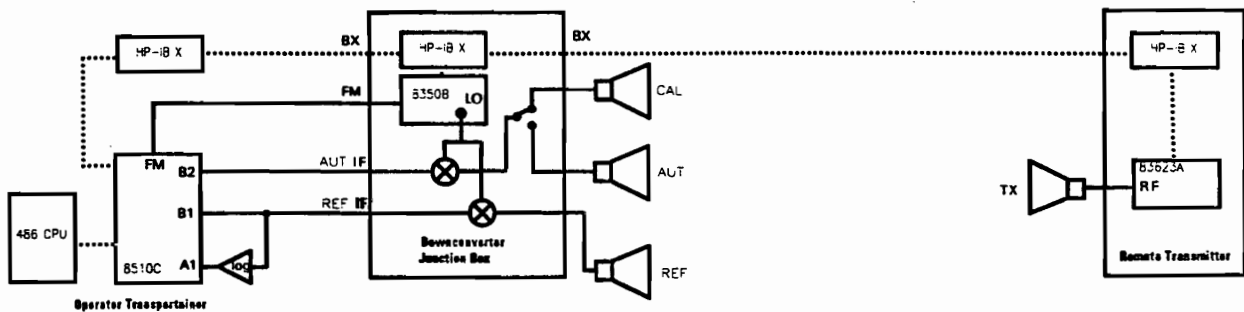 HP-IB X
BX
HP-IB X
BX
HP-IB X
FM
8350B
LO
CAL
FM
B2
AUT IF
AUT
TX
83623A
RF
486 CPU
B1
REF IF
8510C
A1
log
Downconverter
Junction Box
REF
Remote Transmitter
Operator Transportainer